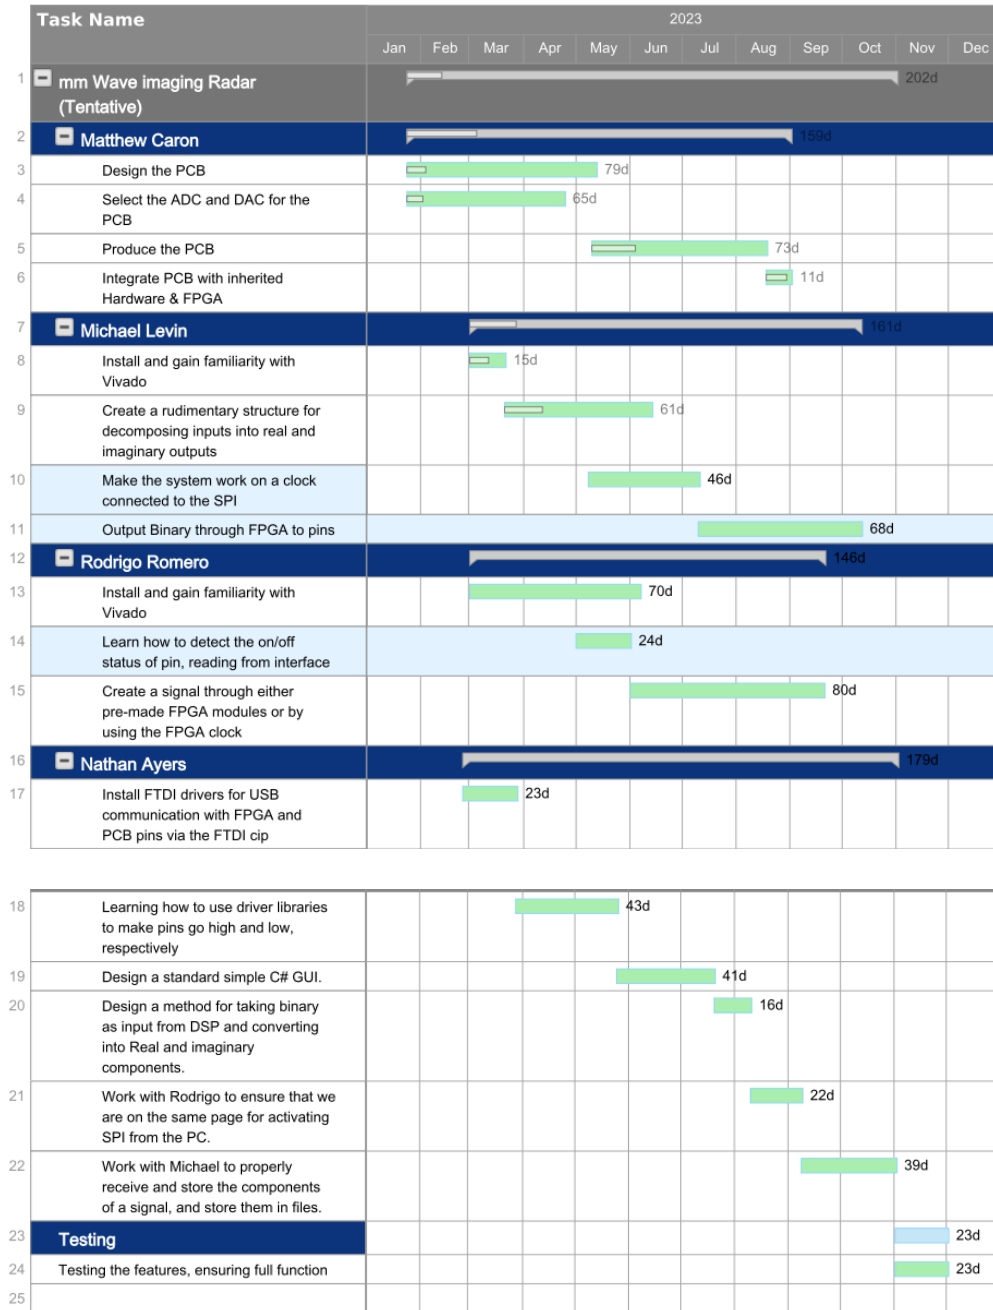 Task Name
2023
Jan Feb Mar Apr May Jun Jul Aug Sep Oct Nov Dec
1 mm Wave imaging Radar 202d
(Tentative)
2 Matthew Caron 159d
3 Design the PCB 79d
4 Select the ADC and DAC for the 65d
PCB
5 Produce the PCB 73d
6 Integrate PCB with inherited 11d
Hardware & FPGA
7 Michael Levin 161d
8 Install and gain familiarity with 15d
Vivado
9 Create a rudimentary structure for 61d
decomposing inputs into real and
imaginary outputs
10 Make the system work on a clock 46d
connected to the SPI
11 Output Binary through FPGA to pins 68d
12 Rodrigo Romero 146d
13 Install and gain familiarity with 70d
Vivado
14 Learn how to detect the on/off 24d
status of pin, reading from interface
15 Create a signal through either 80d
pre-made FPGA modules or by
using the FPGA clock
16 Nathan Ayers 179d
17 Install FTDI drivers for USB 23d
communication with FPGA and
PCB pins via the FTDI cip
18 Learning how to use driver libraries 43d
to make pins go high and low,
respectively
19 Design a standard simple C# GUI. 41d
20 Design a method for taking binary 16d
as input from DSP and converting
into Real and imaginary
components.
21 Work with Rodrigo to ensure that we 22d
are on the same page for activating
SPI from the PC.
22 Work with Michael to properly 39d
receive and store the components
of a signal, and store them in files.
23 Testing 23d
24 Testing the features, ensuring full function 23d
25